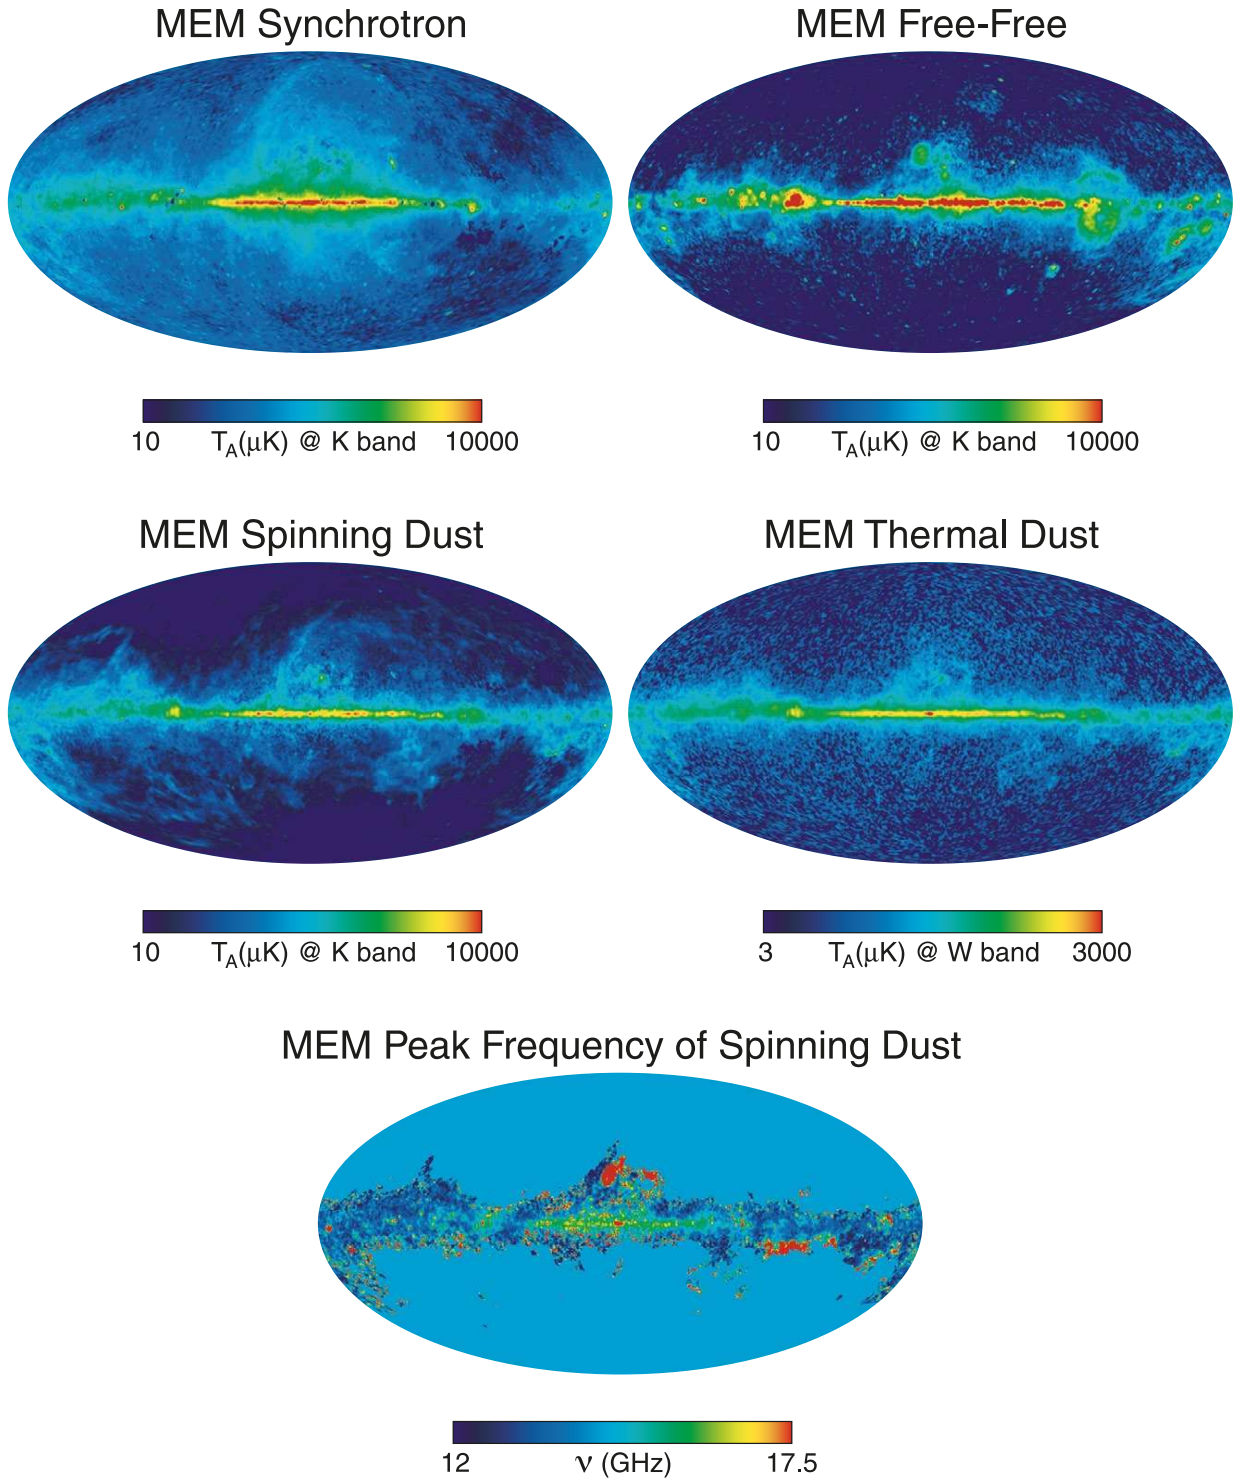 MEM Synchrotron
MEM Free-Free
10 T_A(μK) @ K band 10000
10 T_A(μK) @ K band 10000
MEM Spinning Dust
MEM Thermal Dust
10 T_A(μK) @ K band 10000
3 T_A(μK) @ W band 3000
MEM Peak Frequency of Spinning Dust
12 ν (GHz) 17.5